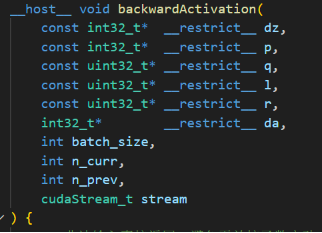 __host__ void backwardActivation(
    const int32_t*  __restrict__ dz,
    const int32_t*  __restrict__ p,
    const uint32_t* __restrict__ q,
    const uint32_t* __restrict__ l,
    const uint32_t* __restrict__ r,
    int32_t*        __restrict__ da,
    int batch_size,
    int n_curr,
    int n_prev,
    cudaStream_t stream
) {